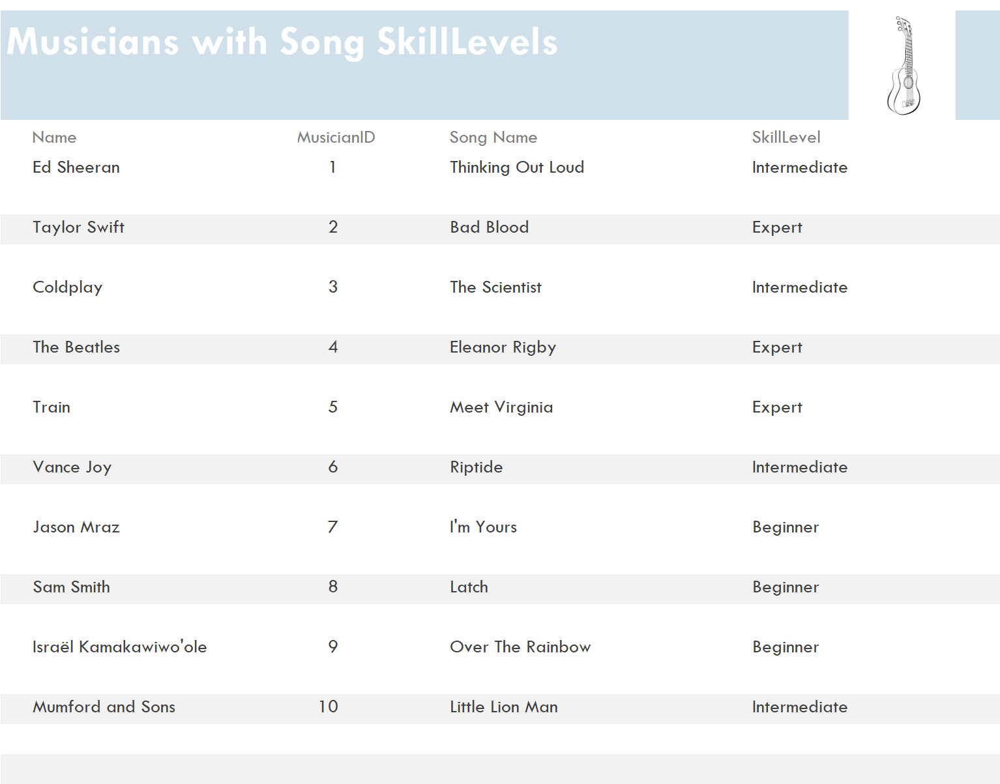 Musicians with Song SkillLevels
Name MusicianID Song Name SkillLevel
Ed Sheeran 1 Thinking Out Loud Intermediate
Taylor Swift 2 Bad Blood Expert
Coldplay 3 The Scientist Intermediate
The Beatles 4 Eleanor Rigby Expert
Train 5 Meet Virginia Expert
Vance Joy 6 Riptide Intermediate
Jason Mraz 7 I'm Yours Beginner
Sam Smith 8 Latch Beginner
Israël Kamakawiwo'ole 9 Over The Rainbow Beginner
Mumford and Sons 10 Little Lion Man Intermediate